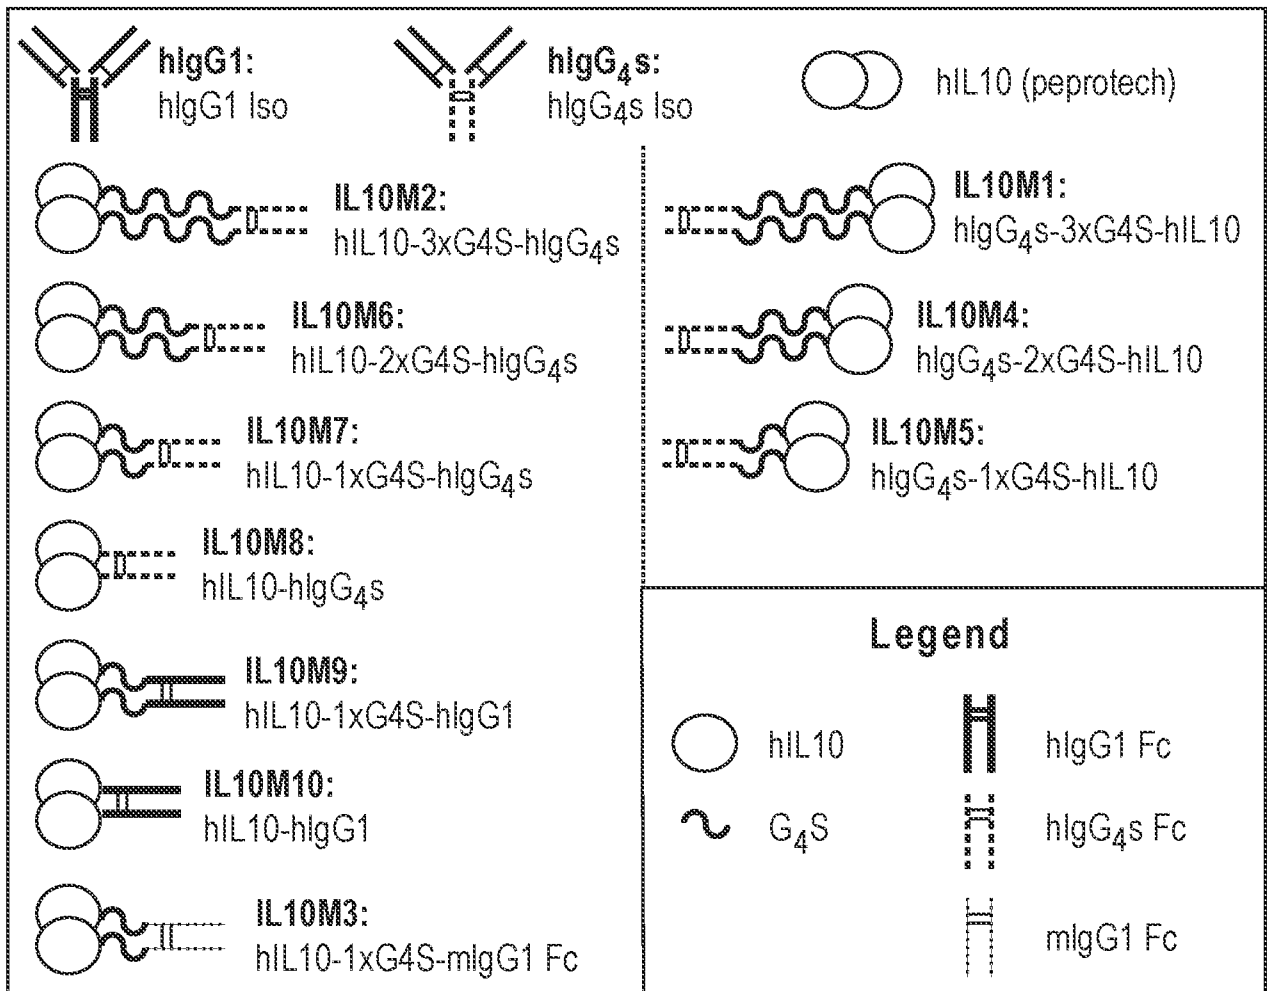 hIgG1:
hIgG1 Iso
hIgG4s:
hIgG4s Iso
hIL10 (peprotech)
IL10M2:
hIL10-3xG4S-hIgG4s
IL10M6:
hIL10-2xG4S-hIgG4s
IL10M7:
hIL10-1xG4S-hIgG4s
IL10M8:
hIL10-hIgG4s
IL10M9:
hIL10-1xG4S-hIgG1
IL10M10:
hIL10-hIgG1
IL10M3:
hIL10-1xG4S-mIgG1 Fc
IL10M1:
hIgG4s-3xG4S-hIL10
IL10M4:
hIgG4s-2xG4S-hIL10
IL10M5:
hIgG4s-1xG4S-hIL10
Legend
hIL10
hIgG1 Fc
G4S
hIgG4s Fc
mIgG1 Fc